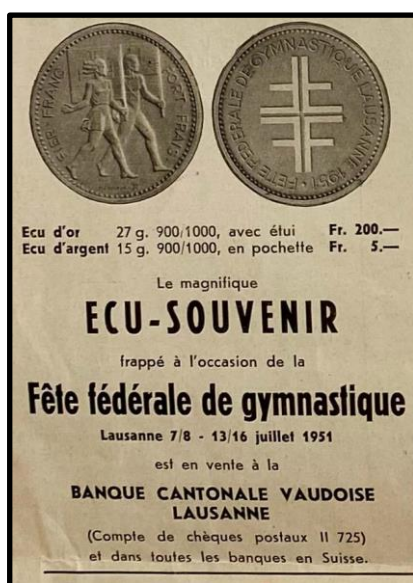 FIER FRANC FORT FRAIS
FÊTE FÉDÉRALE DE GYMNASTIQUE LAUSANNE 1951
Ecu d'or 27 g. 900/1000, avec étui Fr. 200.—
Ecu d'argent 15 g. 900/1000, en pochette Fr. 5.—
Le magnifique
ECU-SOUVENIR
frappé à l'occasion de la
Fête fédérale de gymnastique
Lausanne 7/8 - 13/16 juillet 1951
est en vente à la
BANQUE CANTONALE VAUDOISE
LAUSANNE
(Compte de chèques postaux II 725)
et dans toutes les banques en Suisse.